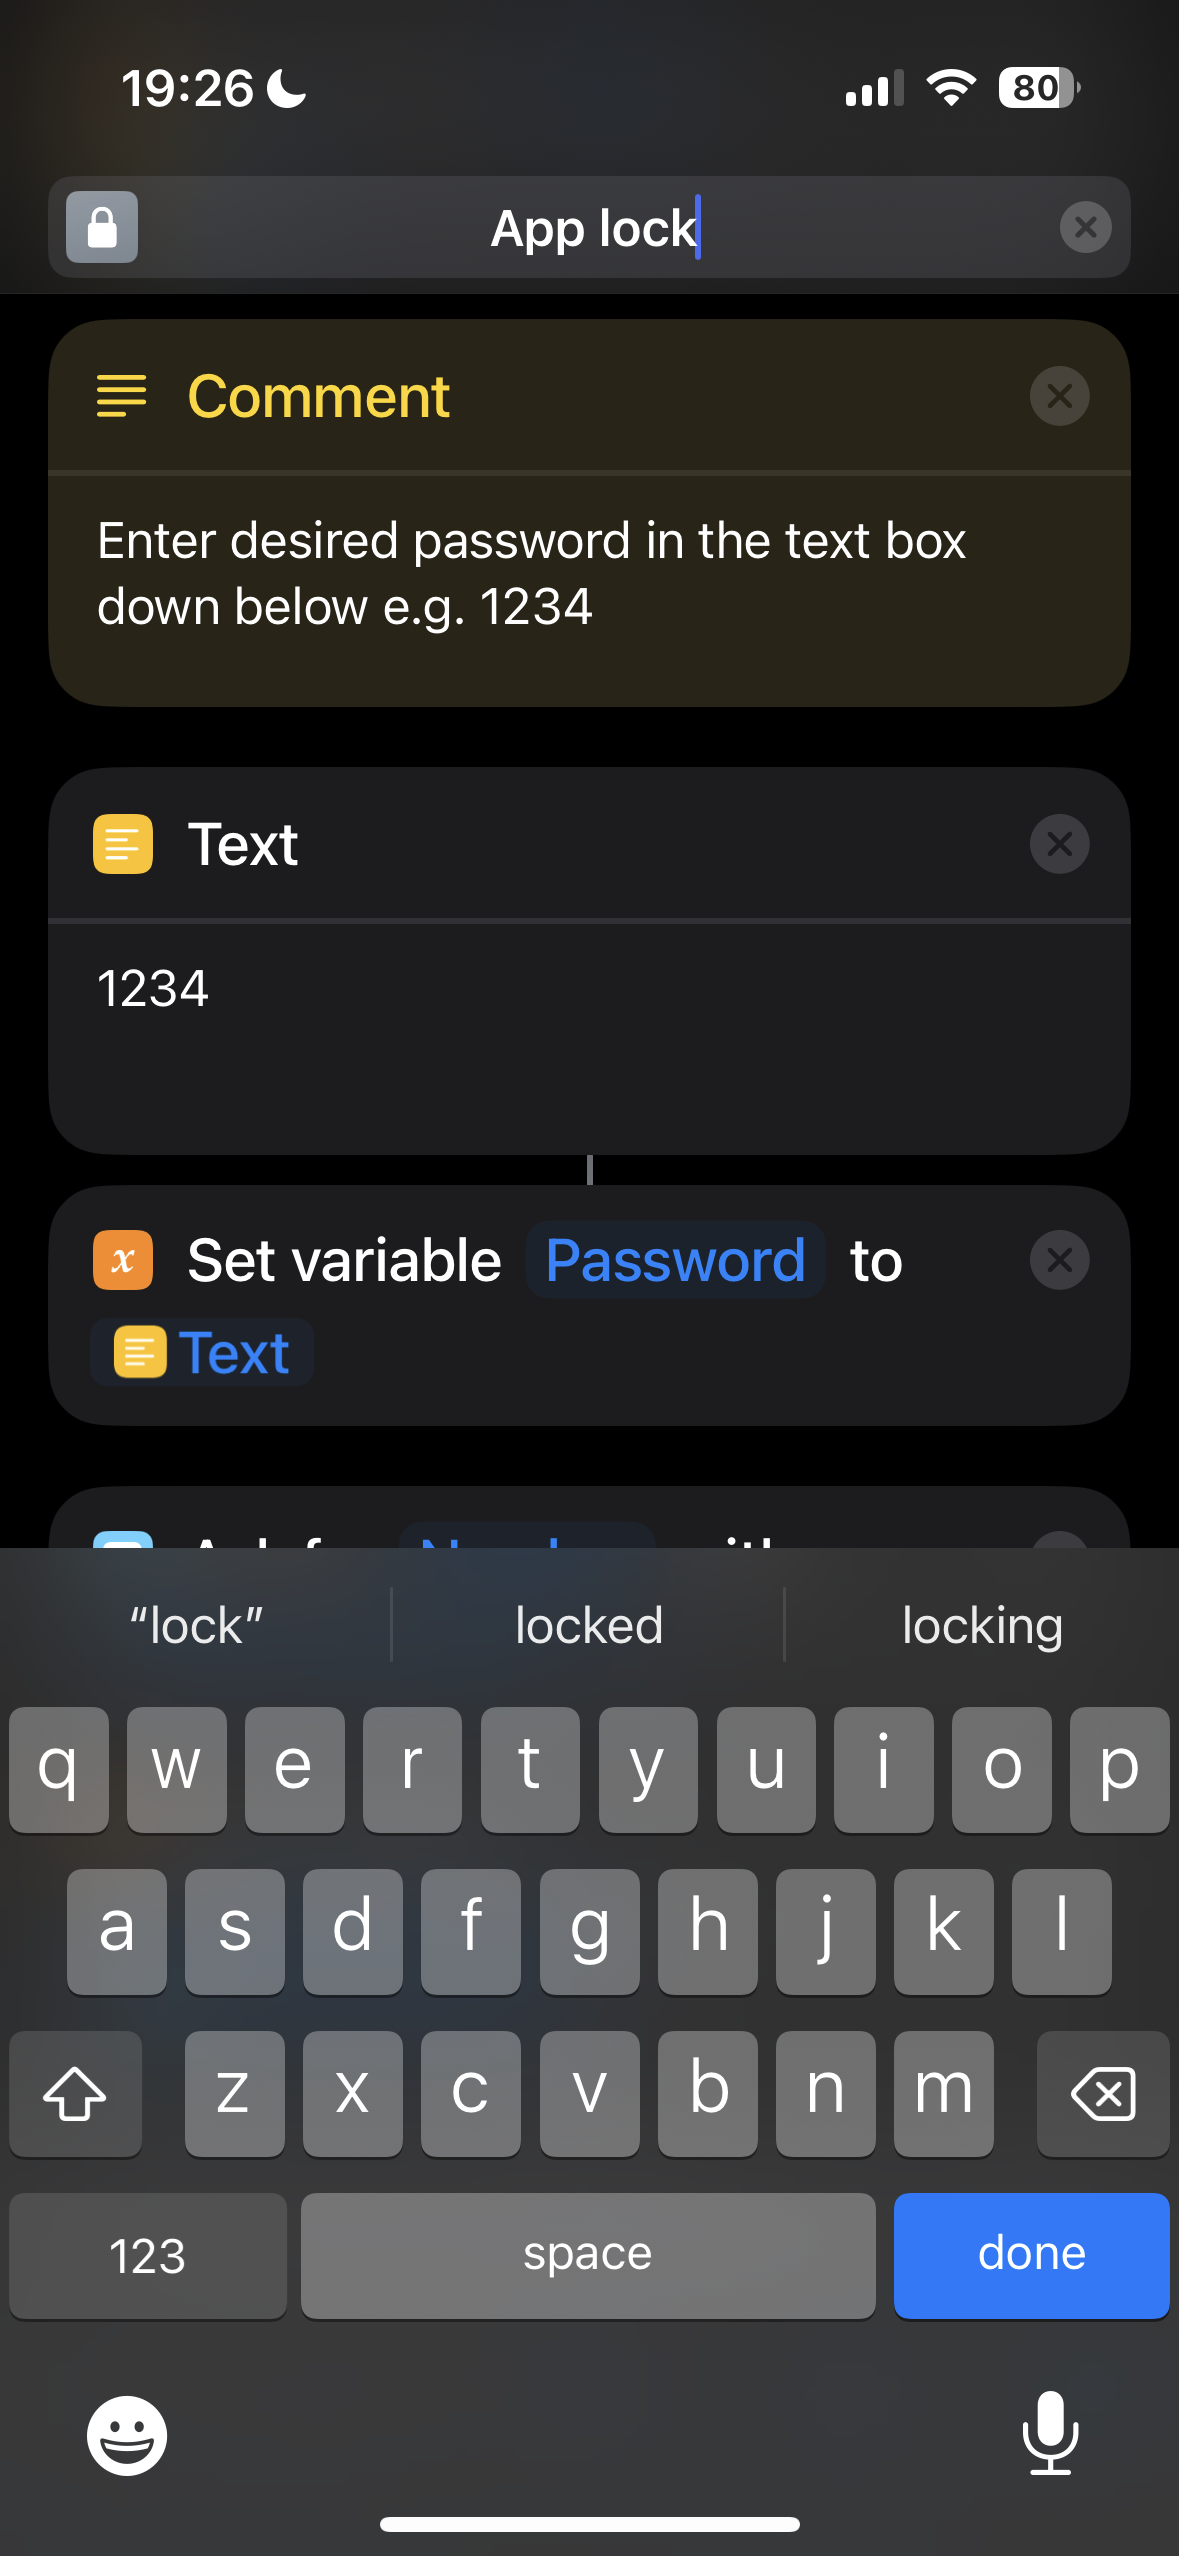 19:26
80
App lock
Comment
Enter desired password in the text box
down below e.g. 1234
Text
1234
x Set variable Password to
Text
“lock” locked locking
q w e r t y u i o p
a s d f g h j k l
z x c v b n m
123 space done